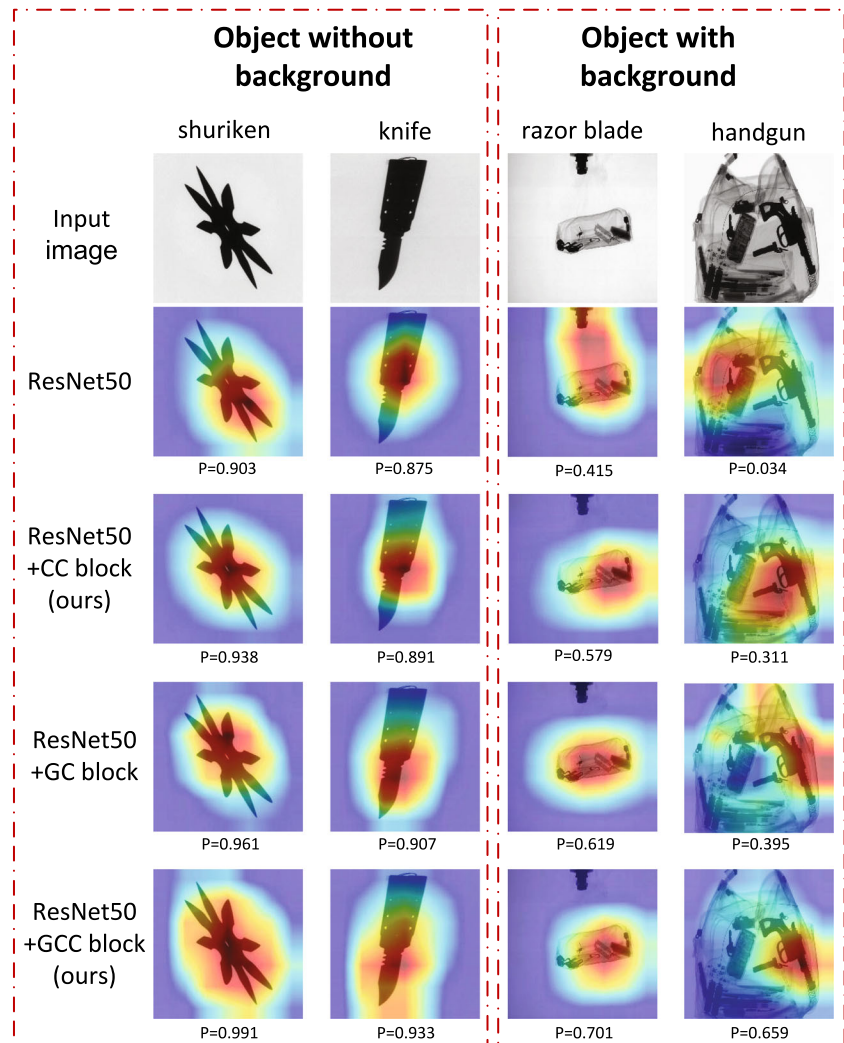 Object without
background
Object with
background
shuriken
knife
razor blade
handgun
Input
image
ResNet50
P=0.903
P=0.875
P=0.415
P=0.034
ResNet50
+CC block
(ours)
P=0.938
P=0.891
P=0.579
P=0.311
ResNet50
+GC block
P=0.961
P=0.907
P=0.619
P=0.395
ResNet50
+GCC block
(ours)
P=0.991
P=0.933
P=0.701
P=0.659